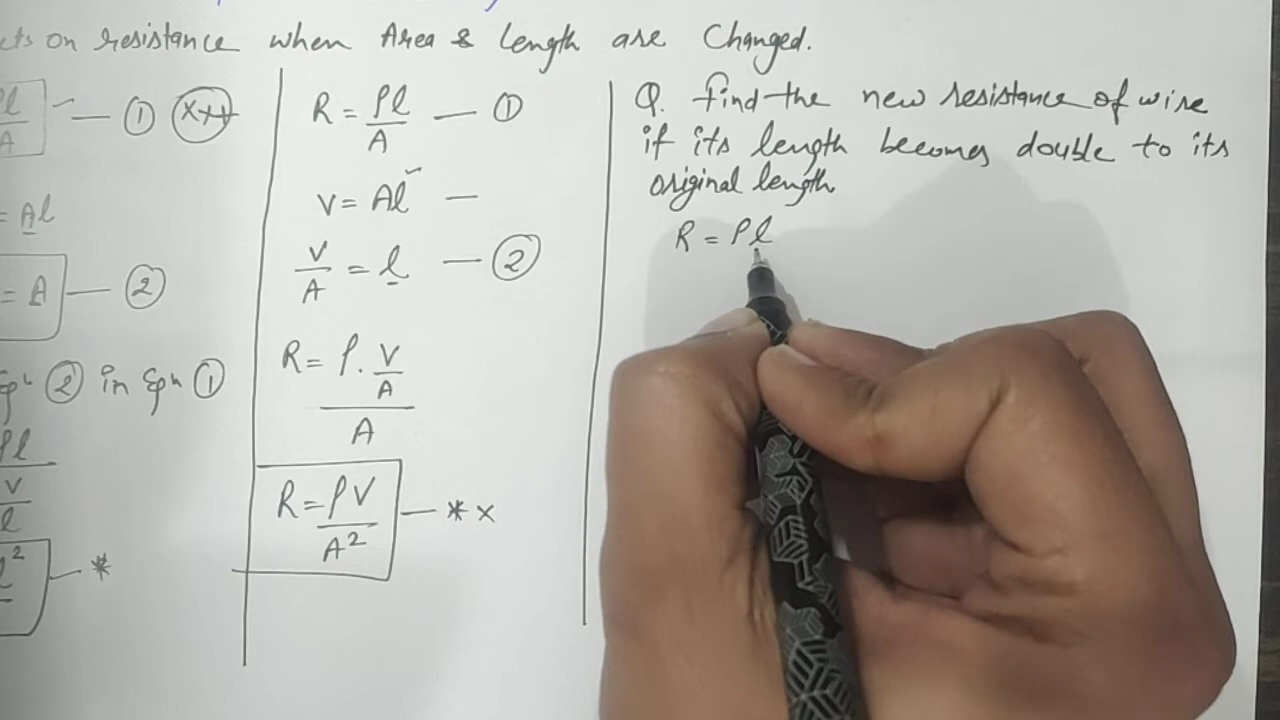 cts on resistance when Area & length are Changed.
ρl/A — ① (x**)
= Al
= A — ②
Eqⁿ ② in Eqⁿ ①
ρl
V
l
l² — *
R = ρl/A — ①
V = Al —
V/A = l — ②
R = ρ. V/A
A
R = ρV/A² — **
Q. find the new resistance of wire
if its length becomes double to its
original length
R = ρl